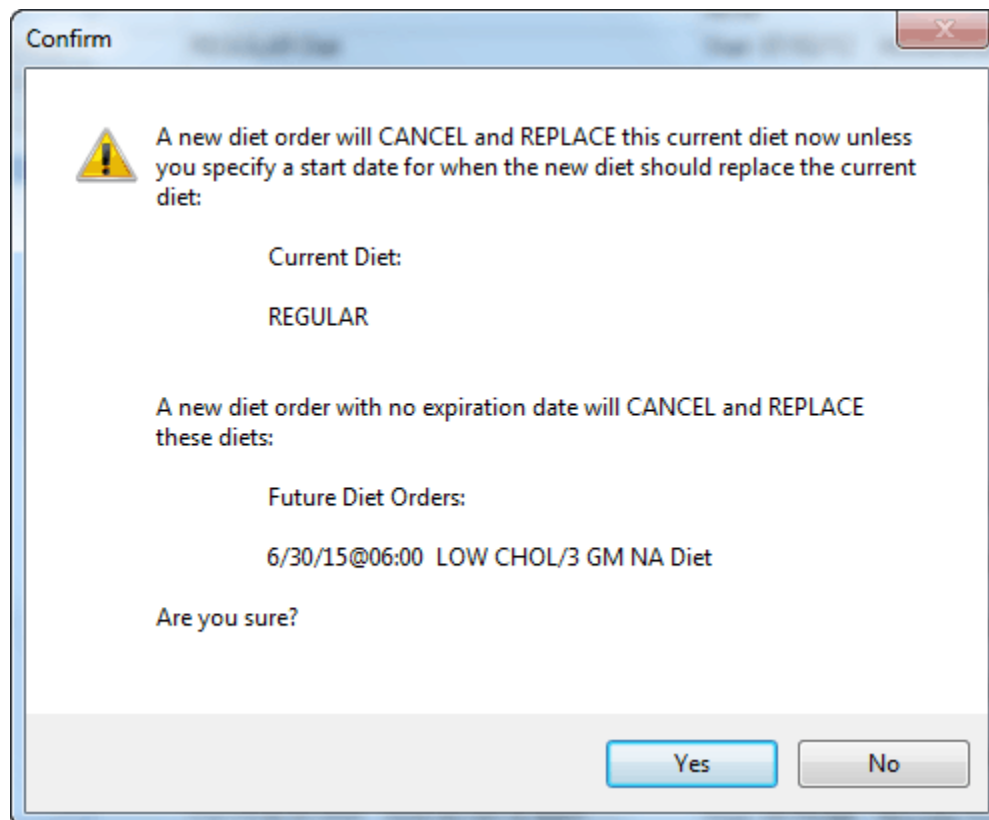 Confirm
A new diet order will CANCEL and REPLACE this current diet now unless
you specify a start date for when the new diet should replace the current
diet:
Current Diet:
REGULAR
A new diet order with no expiration date will CANCEL and REPLACE
these diets:
Future Diet Orders:
6/30/15@06:00 LOW CHOL/3 GM NA Diet
Are you sure?
Yes
No